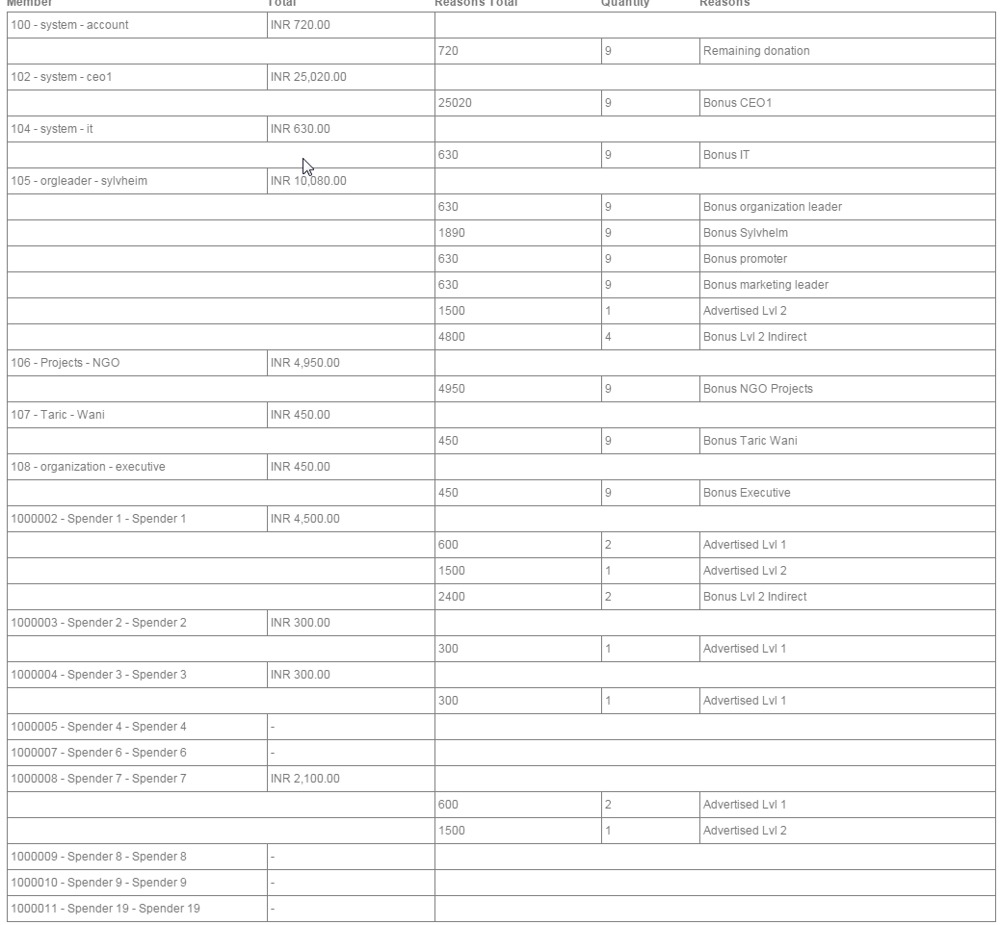 Member Total Reasons Total Quantity Reasons
100 - system - account INR 720.00
720 9 Remaining donation
102 - system - ceo1 INR 25,020.00
25020 9 Bonus CEO1
104 - system - it INR 630.00
630 9 Bonus IT
105 - orgleader - sylvheim INR 10,080.00
630 9 Bonus organization leader
1890 9 Bonus Sylvhelm
630 9 Bonus promoter
630 9 Bonus marketing leader
1500 1 Advertised Lvl 2
4800 4 Bonus Lvl 2 Indirect
106 - Projects - NGO INR 4,950.00
4950 9 Bonus NGO Projects
107 - Taric - Wani INR 450.00
450 9 Bonus Taric Wani
108 - organization - executive INR 450.00
450 9 Bonus Executive
1000002 - Spender 1 - Spender 1 INR 4,500.00
600 2 Advertised Lvl 1
1500 1 Advertised Lvl 2
2400 2 Bonus Lvl 2 Indirect
1000003 - Spender 2 - Spender 2 INR 300.00
300 1 Advertised Lvl 1
1000004 - Spender 3 - Spender 3 INR 300.00
300 1 Advertised Lvl 1
1000005 - Spender 4 - Spender 4 -
1000007 - Spender 6 - Spender 6 -
1000008 - Spender 7 - Spender 7 INR 2,100.00
600 2 Advertised Lvl 1
1500 1 Advertised Lvl 2
1000009 - Spender 8 - Spender 8 -
1000010 - Spender 9 - Spender 9 -
1000011 - Spender 19 - Spender 19 -